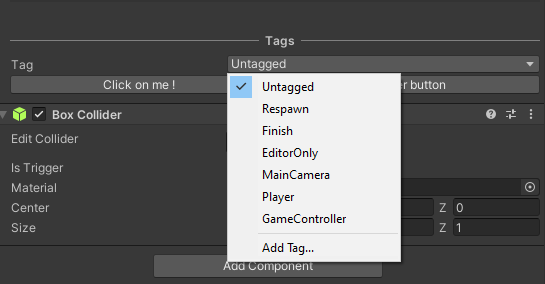 Tags
Tag Untagged
Click on me ! er button
Untagged
Respawn
Finish
EditorOnly
MainCamera
Player
GameController
Add Tag...
Box Collider
Edit Collider
Is Trigger
Material
Center Z 0
Size Z 1
Add Component